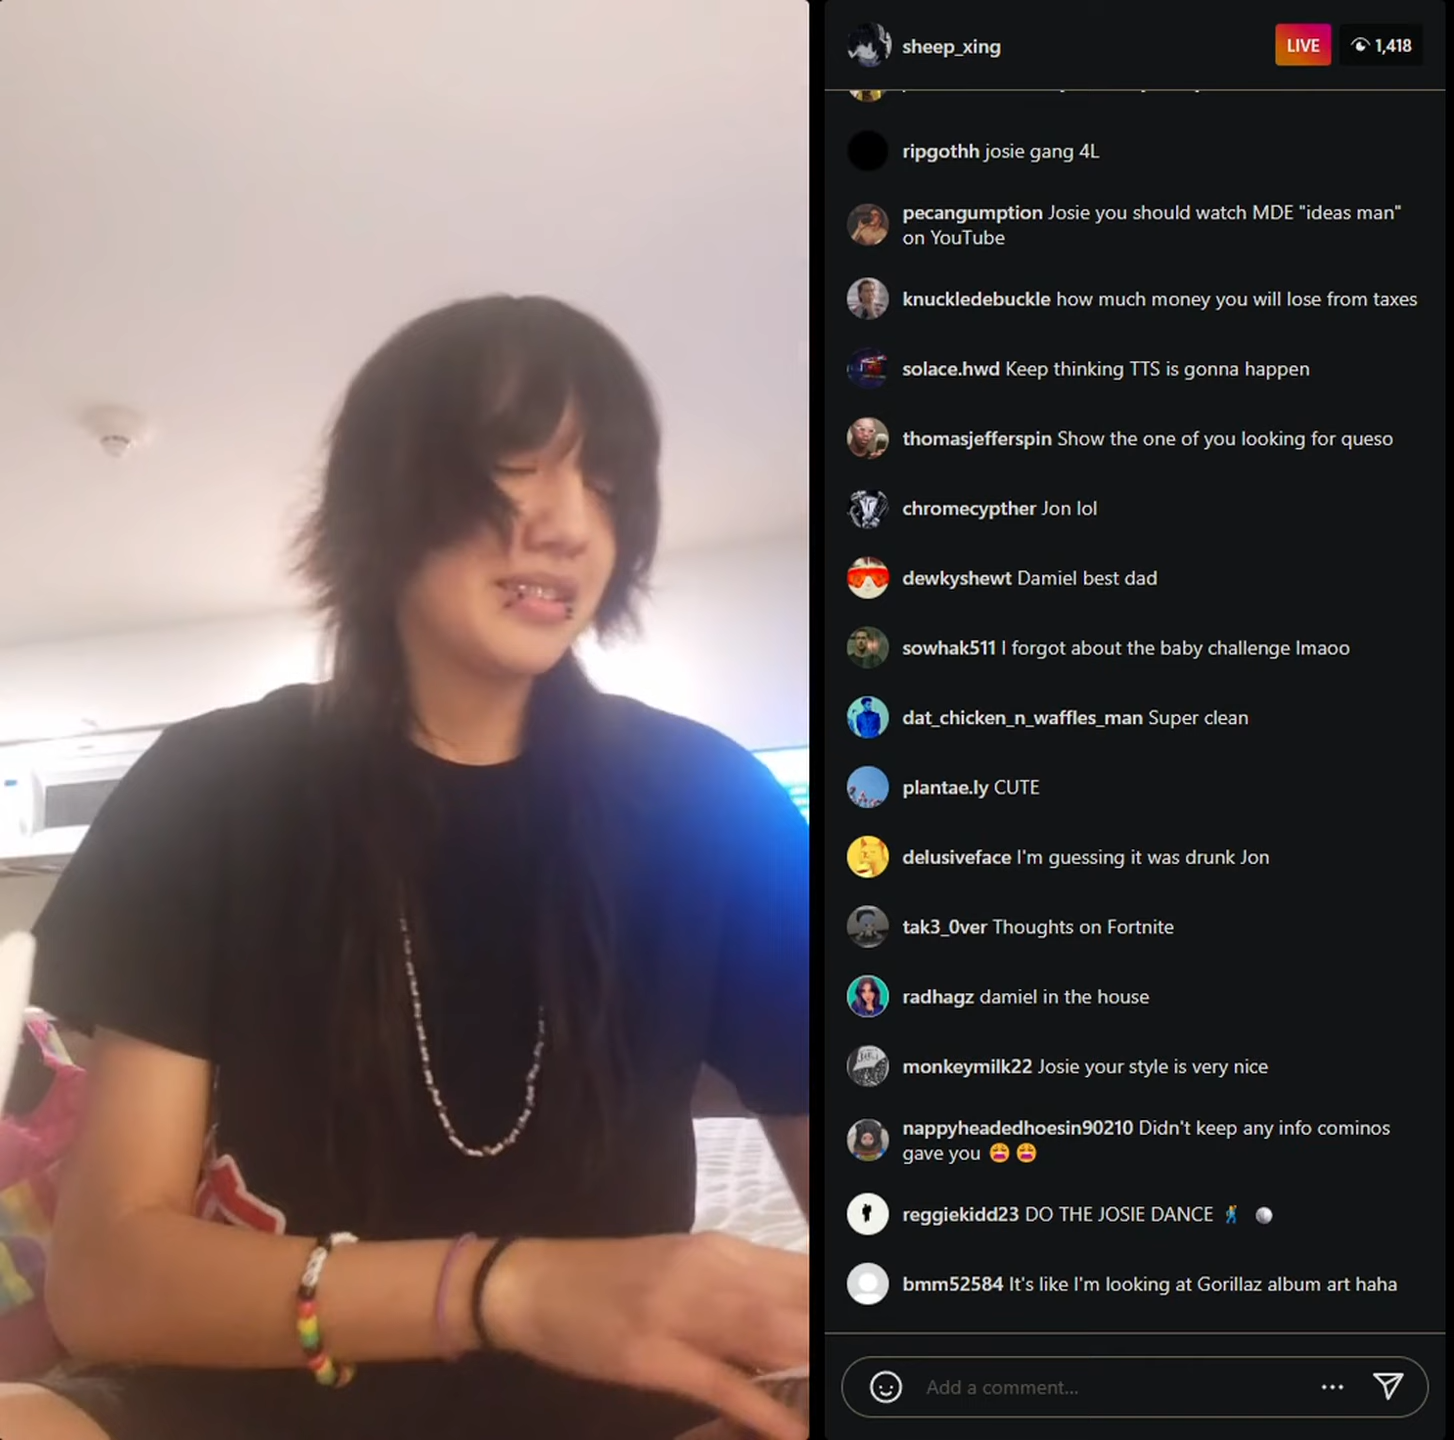 sheep_xing
LIVE
1,418
ripgothh josie gang 4L
pecangumption Josie you should watch MDE "ideas man"
on YouTube
knuckledebuckle how much money you will lose from taxes
solace.hwd Keep thinking TTS is gonna happen
thomasjefferspin Show the one of you looking for queso
chromecypther Jon lol
dewkyshewt Damiel best dad
sowhak511 I forgot about the baby challenge lmaoo
dat_chicken_n_waffles_man Super clean
plantae.ly CUTE
delusiveface I'm guessing it was drunk Jon
tak3_0ver Thoughts on Fortnite
radhagz damiel in the house
monkeymilk22 Josie your style is very nice
nappyheadedhoesin90210 Didn't keep any info cominos
gave you 😩 😩
reggiekidd23 DO THE JOSIE DANCE 🕺 🪩
bmm52584 It's like I'm looking at Gorillaz album art haha
Add a comment...